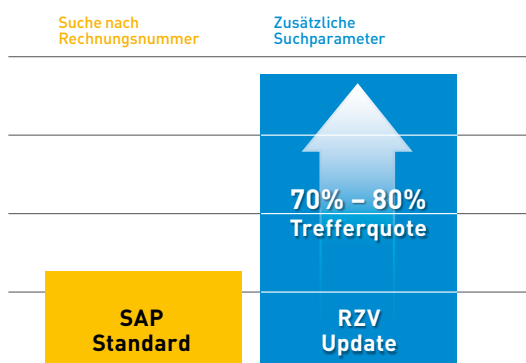 Suche nach
Rechnungsnummer
Zusätzliche
Suchparameter
70% – 80%
Trefferquote
SAP
Standard
RZV
Update